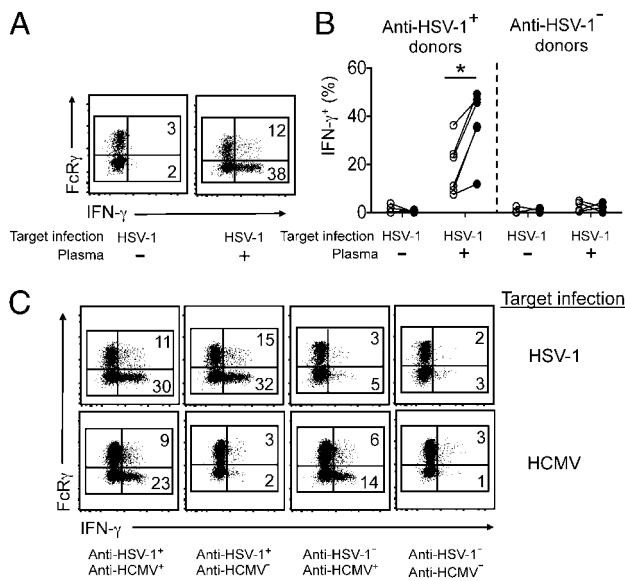 A
3
12
2
38
FcRγ
IFN-γ
Target infection HSV-1 HSV-1
Plasma − +
B
Anti-HSV-1+ donors
Anti-HSV-1− donors
*
60
40
20
0
IFN-γ+ (%)
Target infection HSV-1 HSV-1 HSV-1 HSV-1
Plasma − + − +
C
Target infection
11 15 3 2
30 32 5 3
HSV-1
9 3 6 3
23 2 14 1
HCMV
FcRγ
IFN-γ
Anti-HSV-1+ Anti-HSV-1+ Anti-HSV-1− Anti-HSV-1−
Anti-HCMV+ Anti-HCMV− Anti-HCMV+ Anti-HCMV−